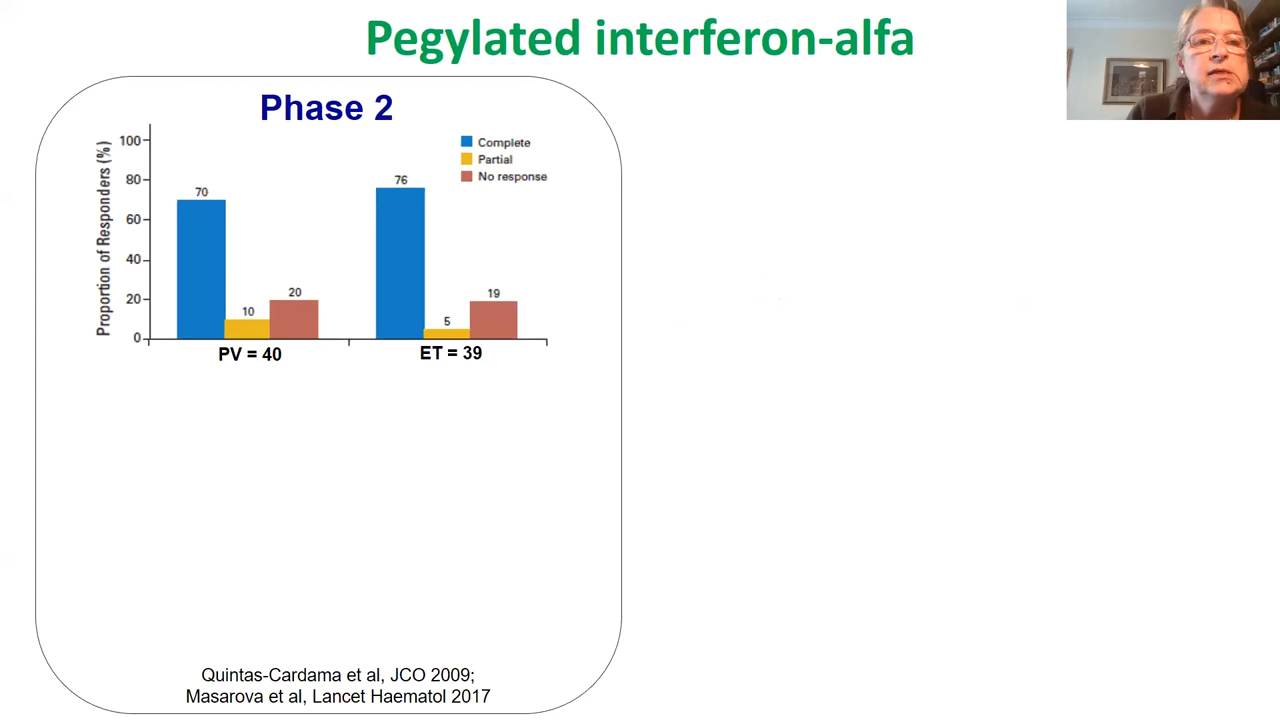 Pegylated interferon-alfa
Phase 2
Proportion of Responders (%)
100
80
60
40
20
0
Complete
Partial
No response
70
10
20
76
5
19
PV = 40
ET = 39
Quintas-Cardama et al, JCO 2009;
Masarova et al, Lancet Haematol 2017